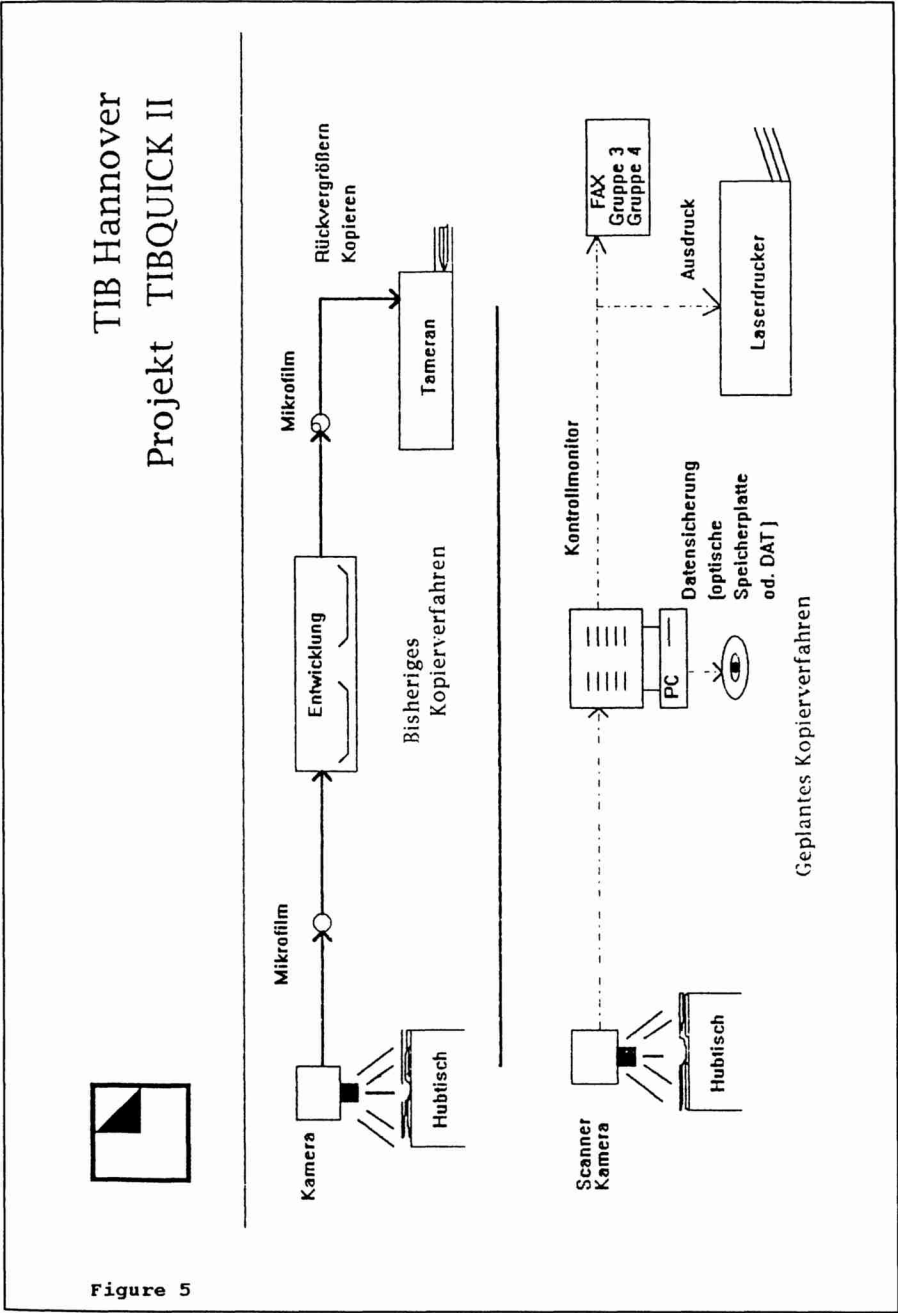 TIB Hannover
Projekt TIBQUICK II
Kamera
Hubtisch
Mikrofilm
Entwicklung
Mikrofilm
Rückvergrößern
Kopieren
Tameran
Bisheriges
Kopierverfahren
Scanner
Kamera
Hubtisch
PC
Kontrollmonitor
Datensicherung
(optische
Speicherplatte
od. DAT)
FAX
Gruppe 3
Gruppe 4
Ausdruck
Laserdrucker
Geplantes Kopierverfahren
Figure 5